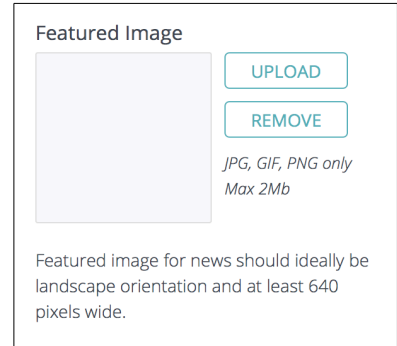 Featured Image
UPLOAD
REMOVE
JPG, GIF, PNG only
Max 2Mb
Featured image for news should ideally be
landscape orientation and at least 640
pixels wide.